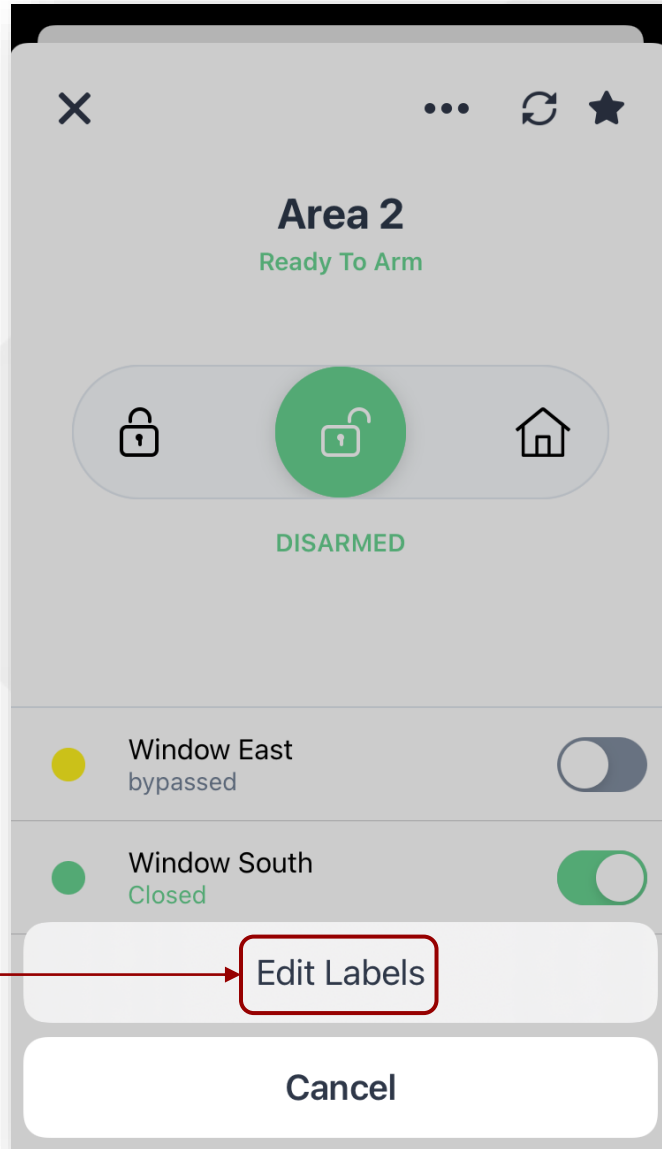 Area 2
Ready To Arm
DISARMED
Window East
bypassed
Window South
Closed
Edit Labels
Cancel